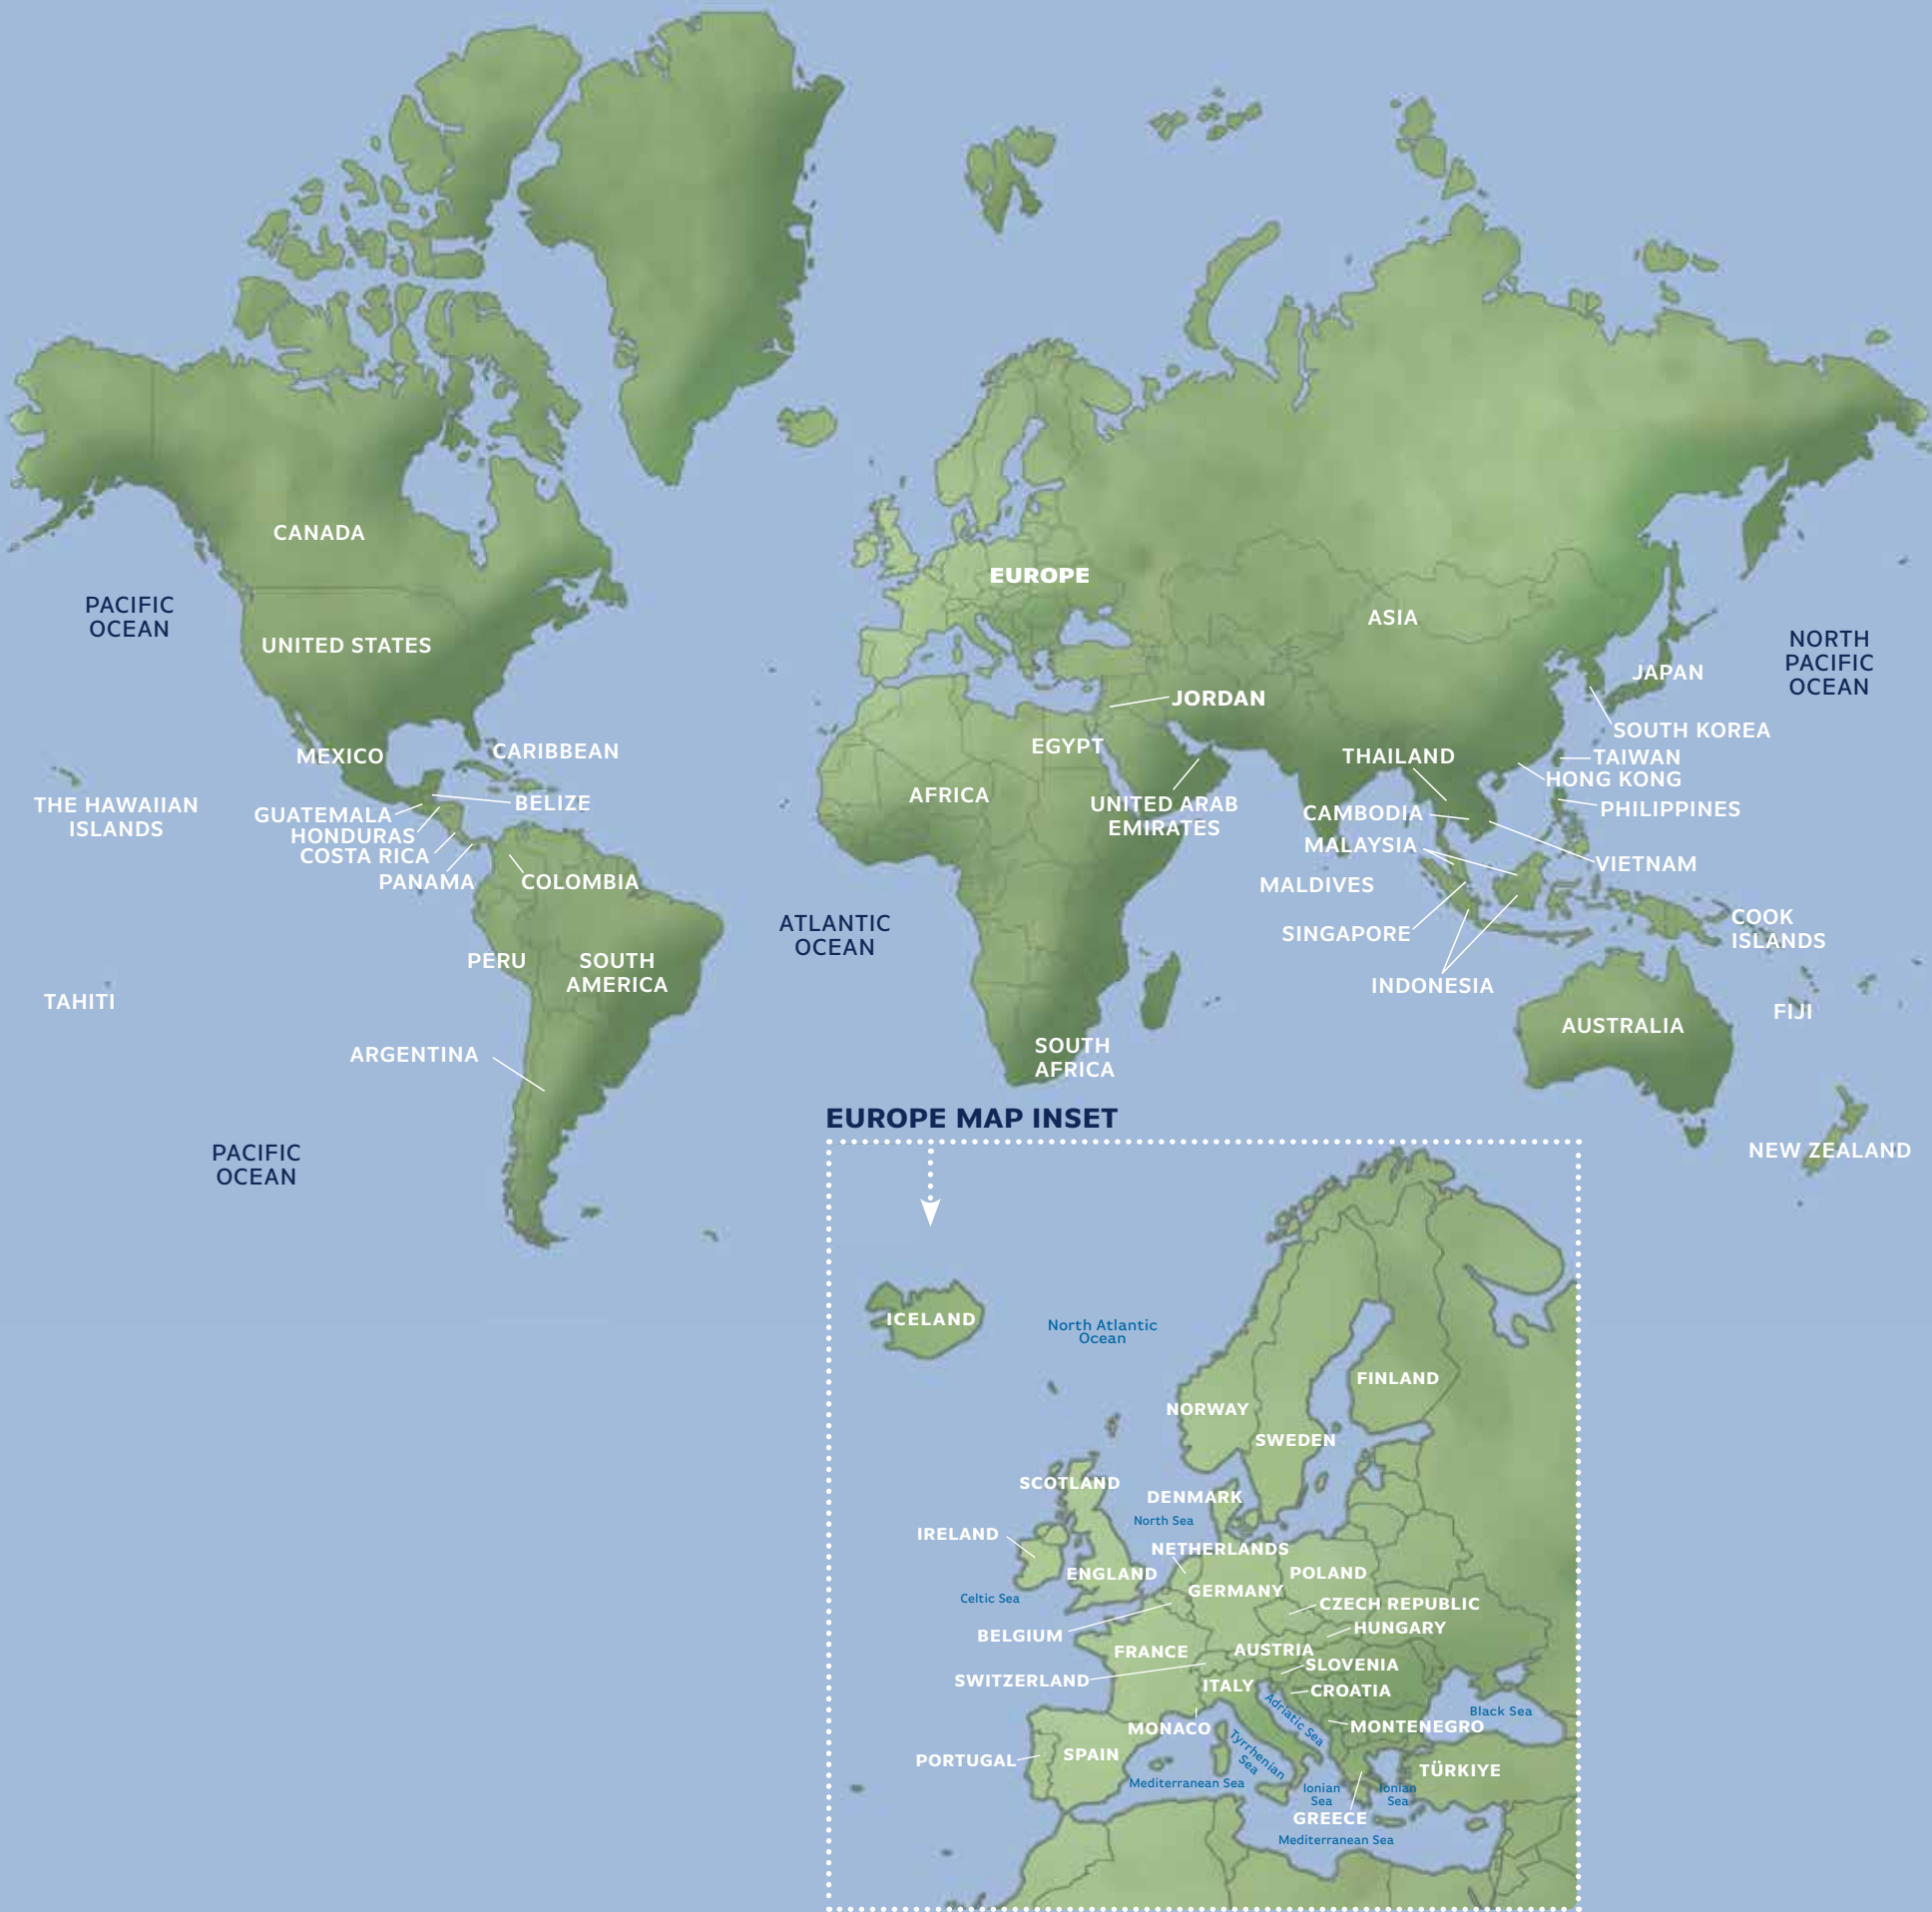 CANADA
PACIFIC
OCEAN
UNITED STATES
MEXICO
CARIBBEAN
THE HAWAIIAN
ISLANDS
GUATEMALA
BELIZE
HONDURAS
COSTA RICA
PANAMA
COLOMBIA
PERU
SOUTH
AMERICA
TAHITI
ARGENTINA
PACIFIC
OCEAN
ATLANTIC
OCEAN
EUROPE
ASIA
JORDAN
EGYPT
AFRICA
UNITED ARAB
EMIRATES
SOUTH
AFRICA
NORTH
PACIFIC
OCEAN
JAPAN
SOUTH KOREA
THAILAND
TAIWAN
HONG KONG
PHILIPPINES
CAMBODIA
MALAYSIA
VIETNAM
MALDIVES
SINGAPORE
INDONESIA
COOK
ISLANDS
FIJI
AUSTRALIA
NEW ZEALAND
EUROPE MAP INSET
ICELAND
North Atlantic
Ocean
FINLAND
NORWAY
SWEDEN
SCOTLAND
DENMARK
North Sea
IRELAND
NETHERLANDS
ENGLAND
POLAND
GERMANY
Celtic Sea
CZECH REPUBLIC
HUNGARY
BELGIUM
FRANCE
AUSTRIA
SLOVENIA
SWITZERLAND
ITALY
CROATIA
Adriatic Sea
Black Sea
MONACO
MONTENEGRO
Tyrrhenian
Sea
PORTUGAL
SPAIN
TÜRKIYE
Mediterranean Sea
Ionian
Sea
Ionian
Sea
GREECE
Mediterranean Sea